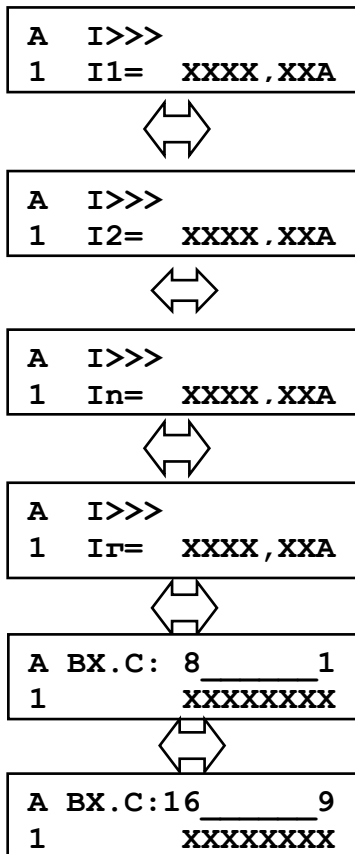 A I>>>
1 I1= XXXX,XXA
A I>>>
1 I2= XXXX.XXA
A I>>>
1 In= XXXX.XXA
A I>>>
1 Ir= XXXX,XXA
A BX.C: 8______1
1 XXXXXXXX
A BX.C:16______9
1 XXXXXXXX